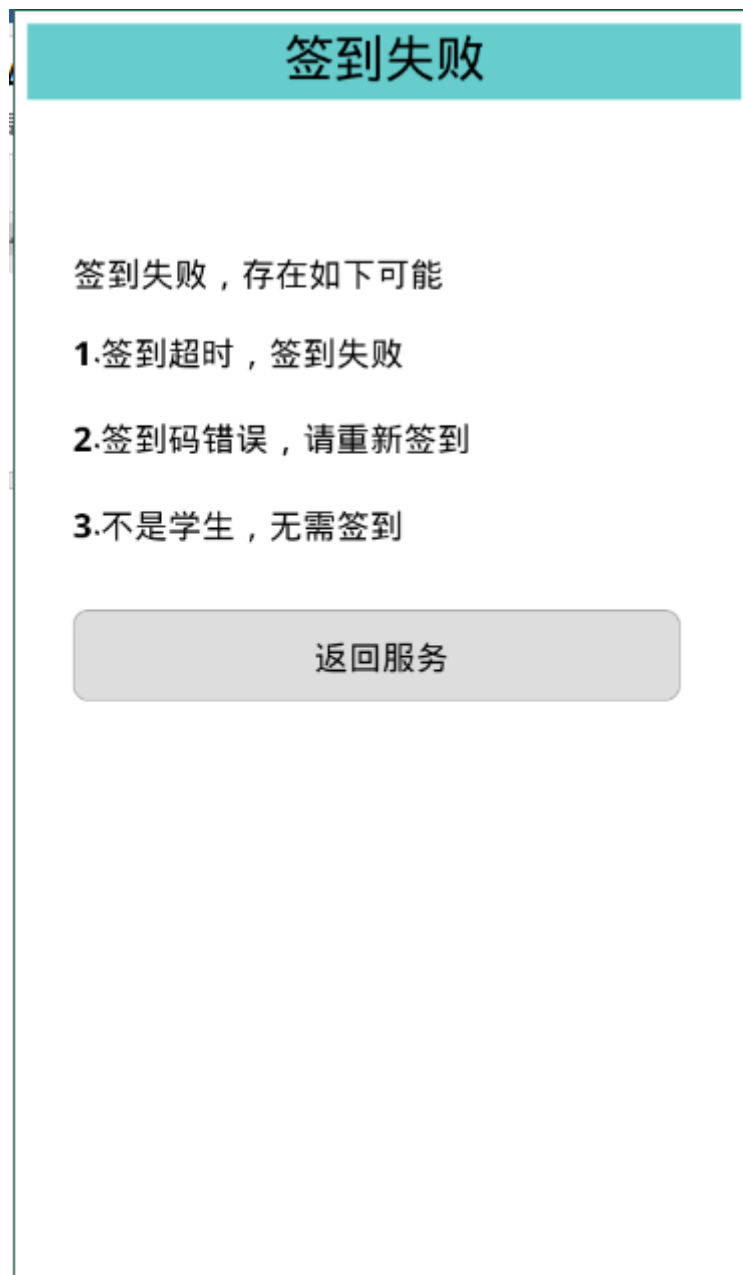 签到失败
签到失败，存在如下可能
1.签到超时，签到失败
2.签到码错误，请重新签到
3.不是学生，无需签到
返回服务